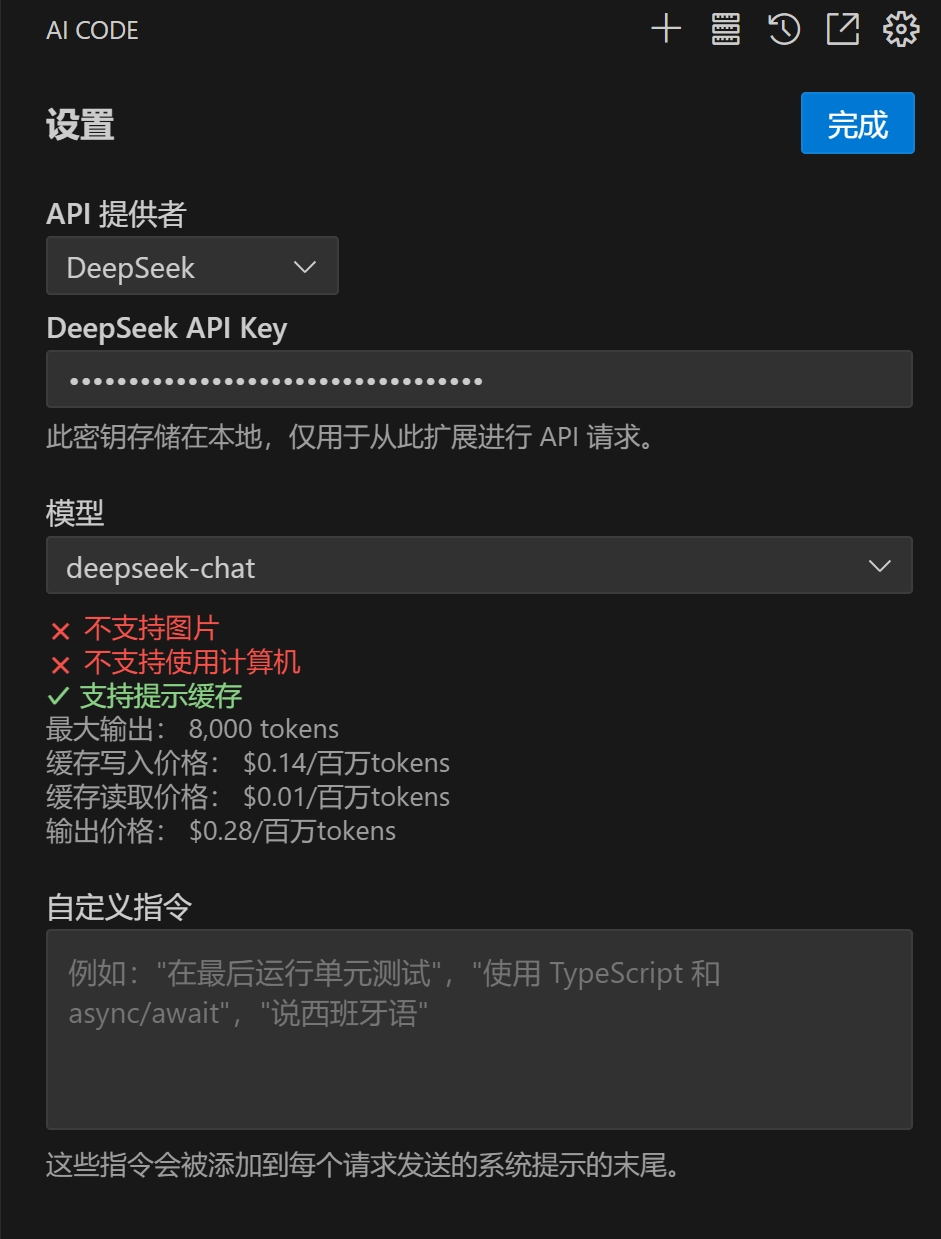 AI CODE
设置
完成
API 提供者
DeepSeek
DeepSeek API Key
此密钥存储在本地，仅用于从此扩展进行 API 请求。
模型
deepseek-chat
不支持图片
不支持使用计算机
支持提示缓存
最大输出： 8,000 tokens
缓存写入价格： $0.14/百万tokens
缓存读取价格： $0.01/百万tokens
输出价格： $0.28/百万tokens
自定义指令
例如："在最后运行单元测试"，"使用 TypeScript 和
async/await"，"说西班牙语"
这些指令会被添加到每个请求发送的系统提示的末尾。